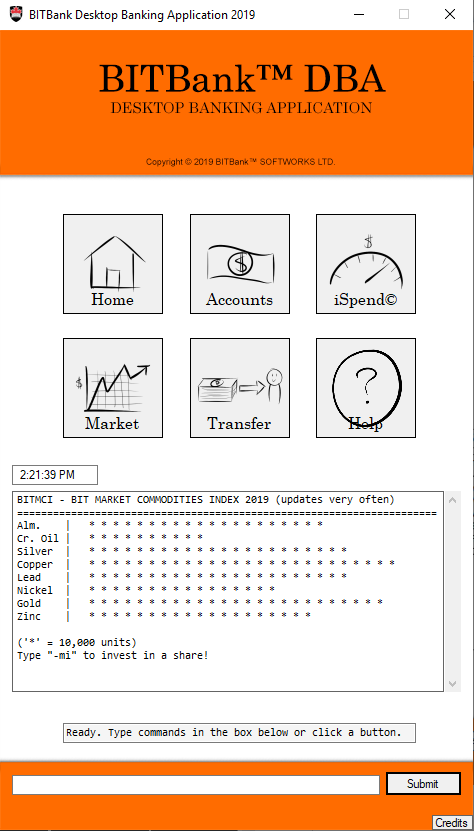 BITBank Desktop Banking Application 2019
BITBank™ DBA
DESKTOP BANKING APPLICATION
Copyright © 2019 BITBank™ SOFTWORKS LTD.
$
Home
Accounts
iSpend©
$
?
Market
Transfer
Help
2:21:39 PM
BITMCI - BIT MARKET COMMODITIES INDEX 2019 (updates very often)
======================================================================
Alm.    |   * * * * * * * * * * * * * * * * * * * *
Cr. Oil |   * * * * * * * * * *
Silver  |   * * * * * * * * * * * * * * * * * * * * * *
Copper  |   * * * * * * * * * * * * * * * * * * * * * * * * * *
Lead    |   * * * * * * * * * * * * * * * * * * * * * *
Nickel  |   * * * * * * * * * * * * * * * *
Gold    |   * * * * * * * * * * * * * * * * * * * * * * * * *
Zinc    |   * * * * * * * * * * * * * * * * * * *
('*' = 10,000 units)
Type "-mi" to invest in a share!
Ready. Type commands in the box below or click a button.
Submit
Credits